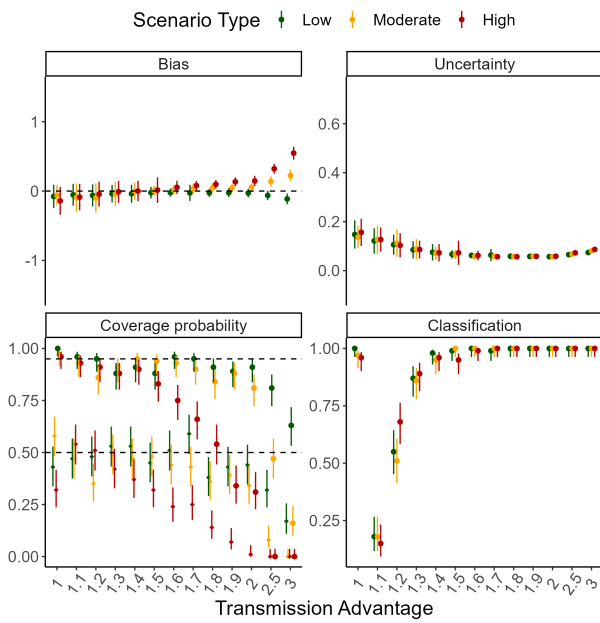 Scenario Type Low Moderate High
Bias Uncertainty
1
0
-1
0.6
0.4
0.2
0.0
Coverage probability Classification
1.00
0.75
0.50
0.25
0.00
1.00
0.75
0.50
0.25
1 1.1 1.2 1.3 1.4 1.5 1.6 1.7 1.8 1.9 2 2.5 3
1 1.1 1.2 1.3 1.4 1.5 1.6 1.7 1.8 1.9 2 2.5 3
Transmission Advantage